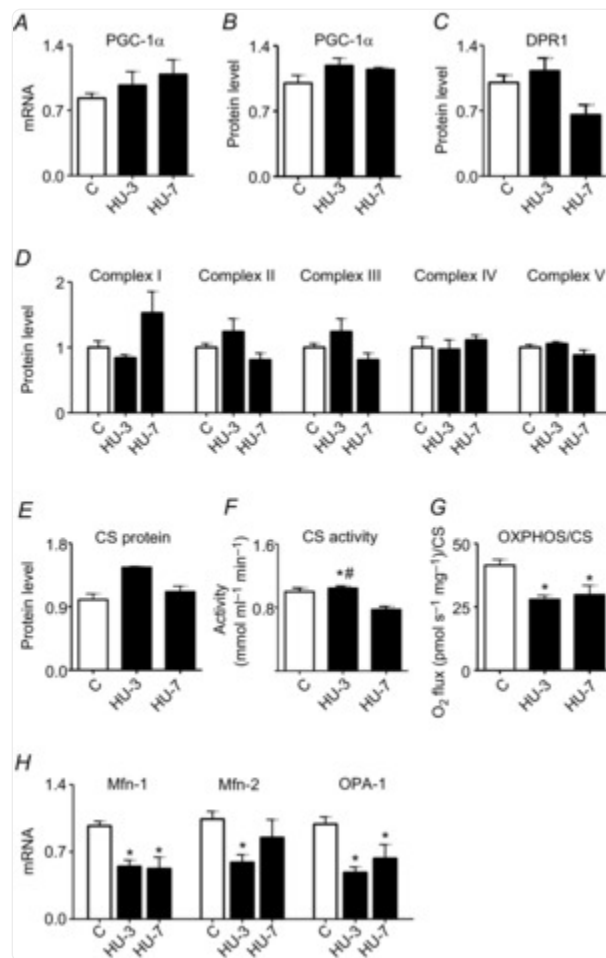 A
PGC-1α
mRNA
1.4
0.7
0.0
C
HU-3
HU-7
B
PGC-1α
Protein level
1.4
0.7
0.0
C
HU-3
HU-7
C
DPR1
Protein level
1.4
0.7
0.0
C
HU-3
HU-7
D
Complex I
Complex II
Complex III
Complex IV
Complex V
Protein level
2
1
0
C
HU-3
HU-7
C
HU-3
HU-7
C
HU-3
HU-7
C
HU-3
HU-7
C
HU-3
HU-7
E
CS protein
Protein level
1.8
0.9
0.0
C
HU-3
HU-7
F
CS activity
Activity
(mmol ml⁻¹ min⁻¹)
1.6
0.8
0.0
*#
C
HU-3
HU-7
G
OXPHOS/CS
O₂ flux (pmol s⁻¹ mg⁻¹)/CS
50
25
0
*
*
C
HU-3
HU-7
H
Mfn-1
Mfn-2
OPA-1
mRNA
1.4
0.7
0.0
*
*
*
*
*
C
HU-3
HU-7
C
HU-3
HU-7
C
HU-3
HU-7